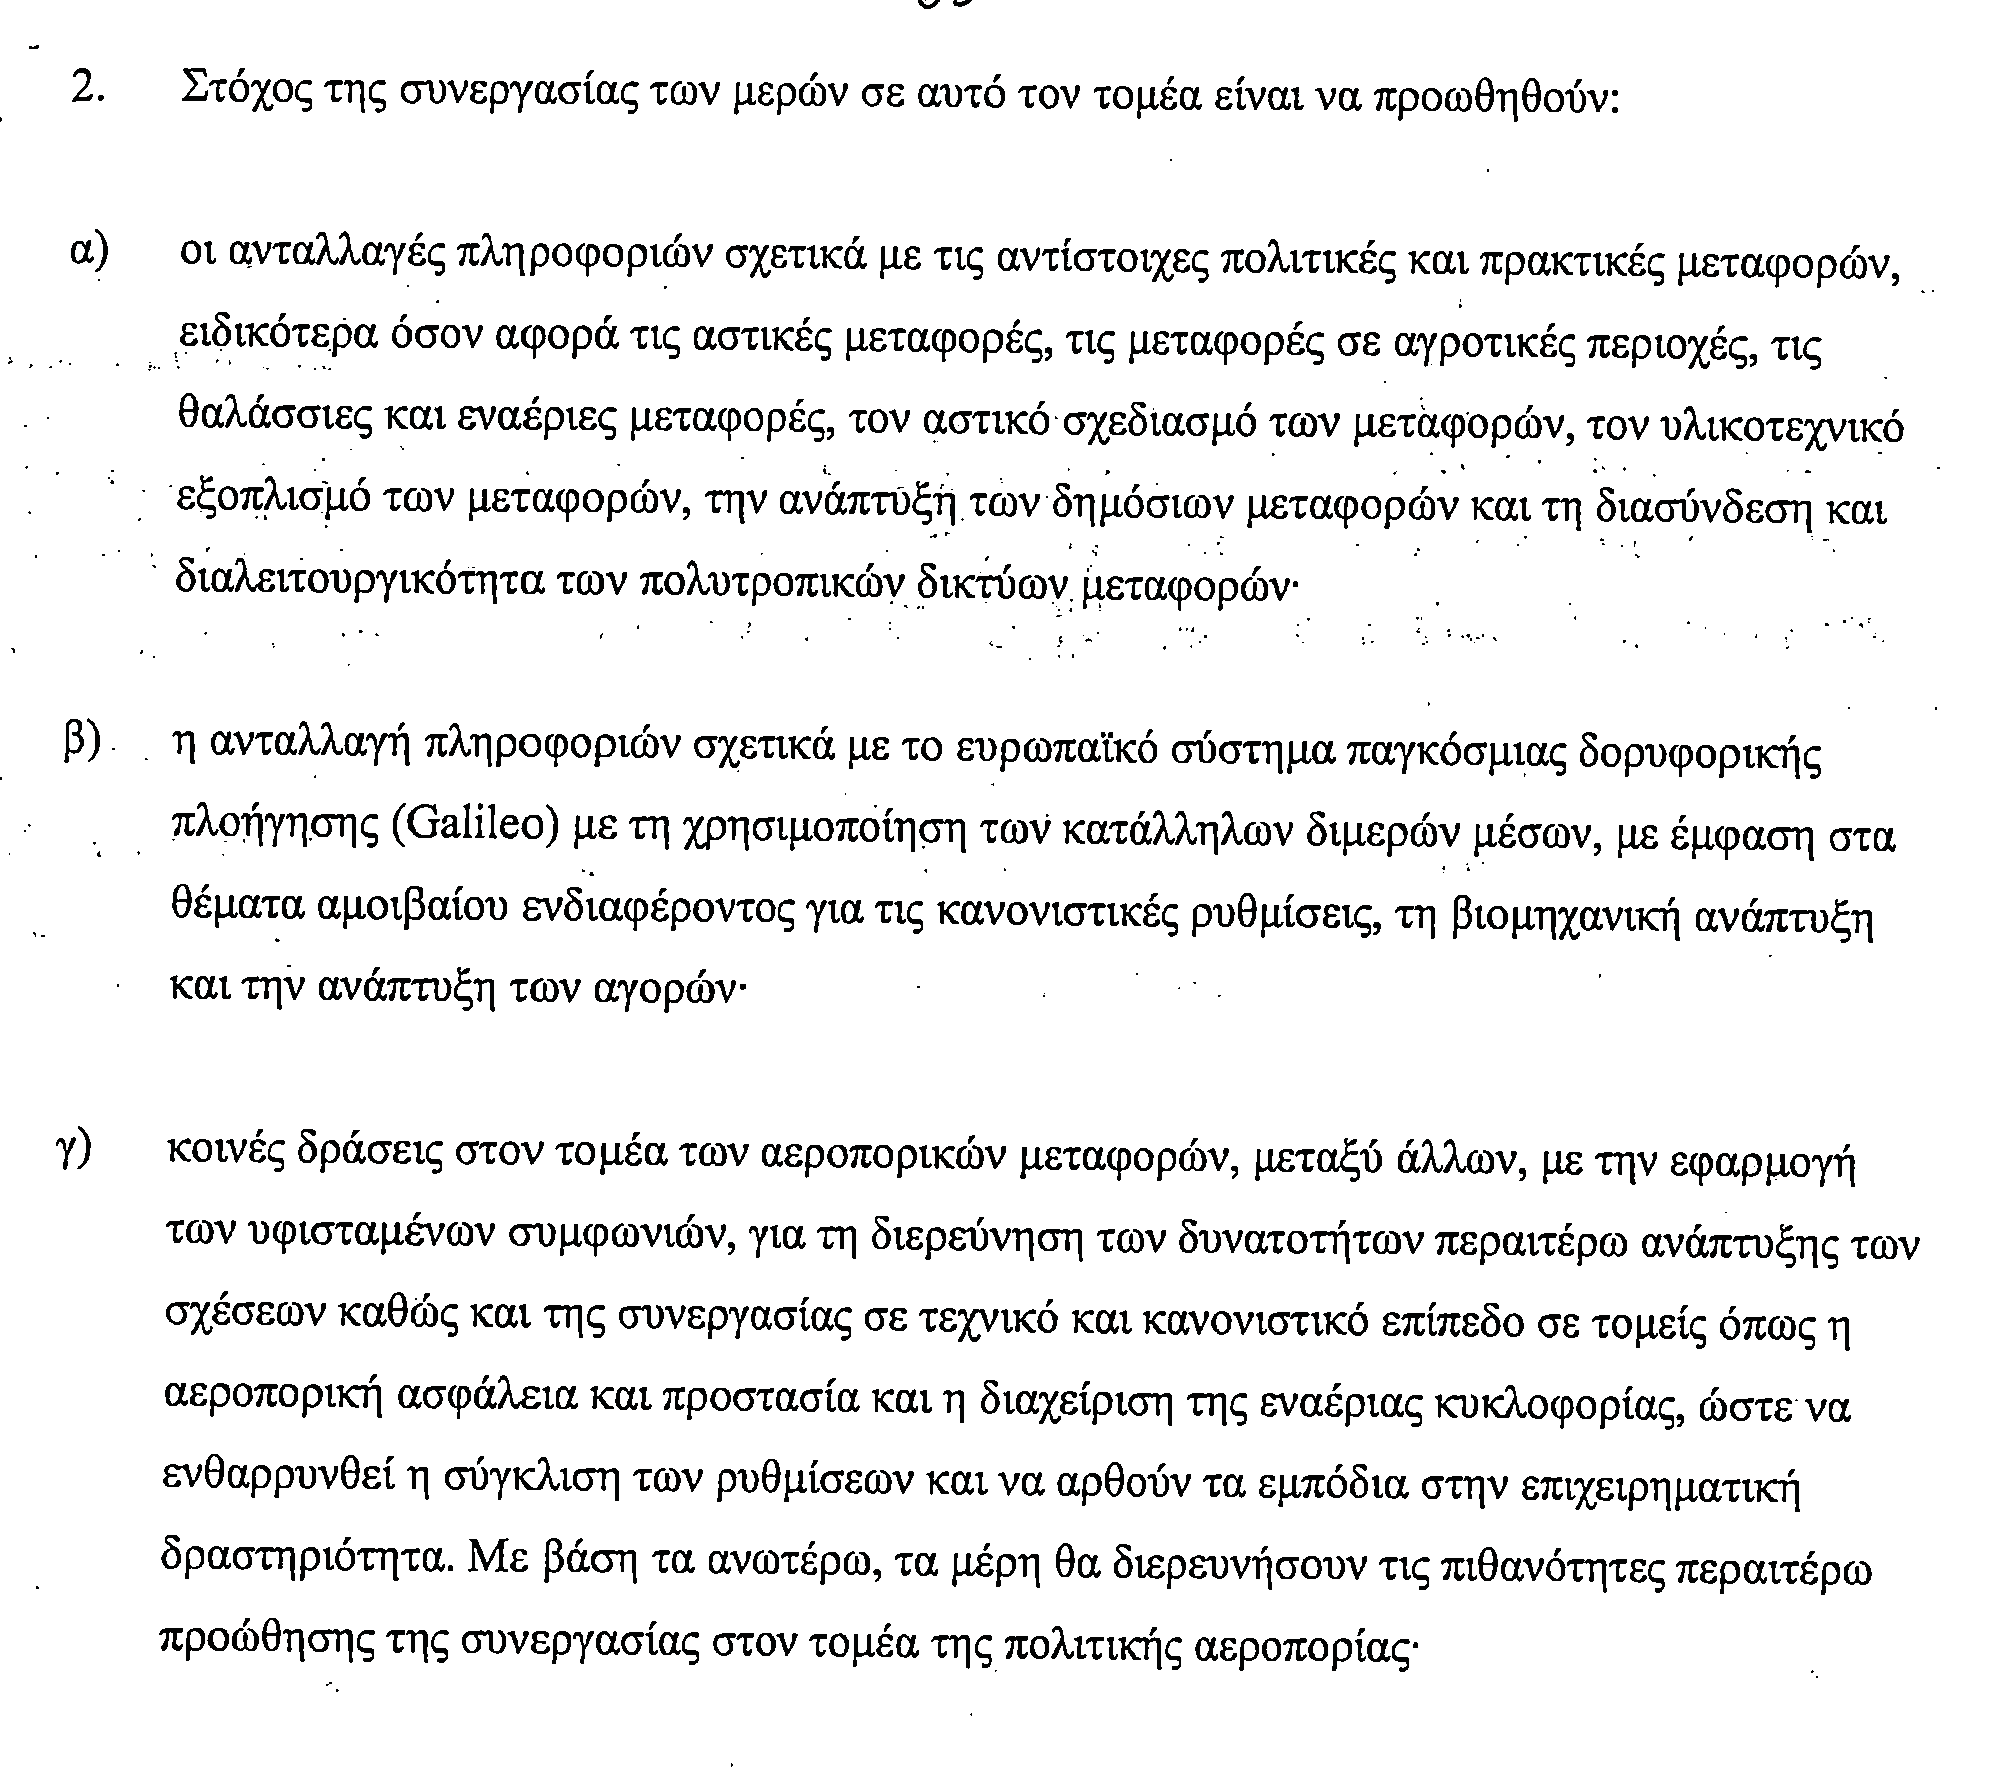 2. Στόχος της συνεργασίας των μερών σε αυτό τον τομέα είναι να προωθηθούν:
α) οι ανταλλαγές πληροφοριών σχετικά με τις αντίστοιχες πολιτικές και πρακτικές μεταφορών,
ειδικότερα όσον αφορά τις αστικές μεταφορές, τις μεταφορές σε αγροτικές περιοχές, τις
θαλάσσιες και εναέριες μεταφορές, τον αστικό σχεδιασμό των μεταφορών, τον υλικοτεχνικό
εξοπλισμό των μεταφορών, την ανάπτυξη των δημόσιων μεταφορών και τη διασύνδεση και
διαλειτουργικότητα των πολυτροπικών δικτύων μεταφορών·
β) η ανταλλαγή πληροφοριών σχετικά με το ευρωπαϊκό σύστημα παγκόσμιας δορυφορικής
πλοήγησης (Galileo) με τη χρησιμοποίηση των κατάλληλων διμερών μέσων, με έμφαση στα
θέματα αμοιβαίου ενδιαφέροντος για τις κανονιστικές ρυθμίσεις, τη βιομηχανική ανάπτυξη
και την ανάπτυξη των αγορών·
γ) κοινές δράσεις στον τομέα των αεροπορικών μεταφορών, μεταξύ άλλων, με την εφαρμογή
των υφισταμένων συμφωνιών, για τη διερεύνηση των δυνατοτήτων περαιτέρω ανάπτυξης των
σχέσεων καθώς και της συνεργασίας σε τεχνικό και κανονιστικό επίπεδο σε τομείς όπως η
αεροπορική ασφάλεια και προστασία και η διαχείριση της εναέριας κυκλοφορίας, ώστε να
ενθαρρυνθεί η σύγκλιση των ρυθμίσεων και να αρθούν τα εμπόδια στην επιχειρηματική
δραστηριότητα. Με βάση τα ανωτέρω, τα μέρη θα διερευνήσουν τις πιθανότητες περαιτέρω
προώθησης της συνεργασίας στον τομέα της πολιτικής αεροπορίας·